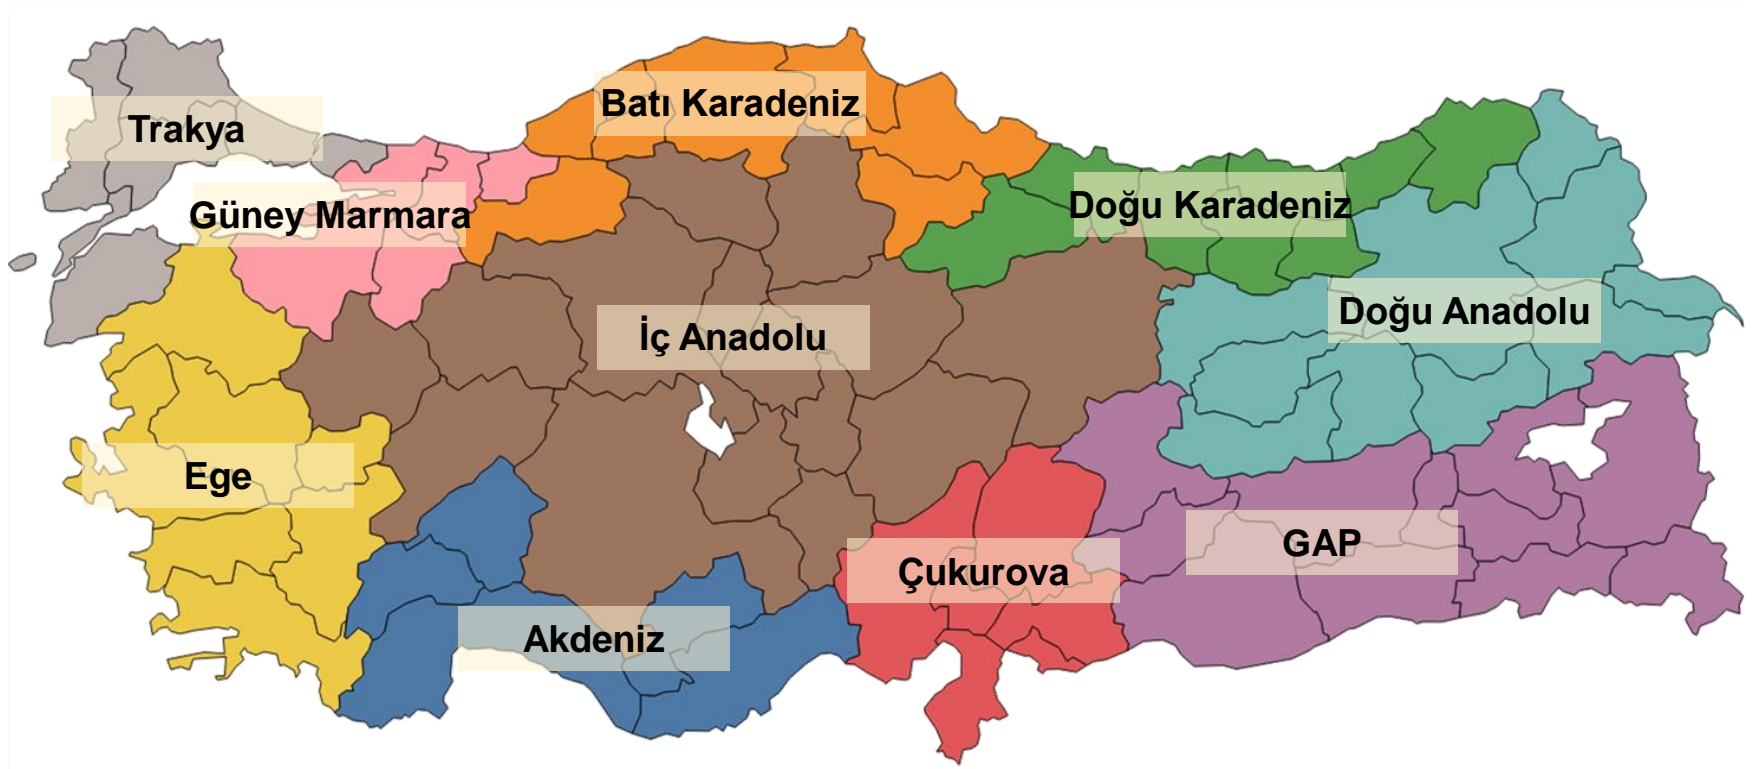 Batı Karadeniz
Trakya
Güney Marmara
Doğu Karadeniz
Doğu Anadolu
İç Anadolu
Ege
GAP
Çukurova
Akdeniz